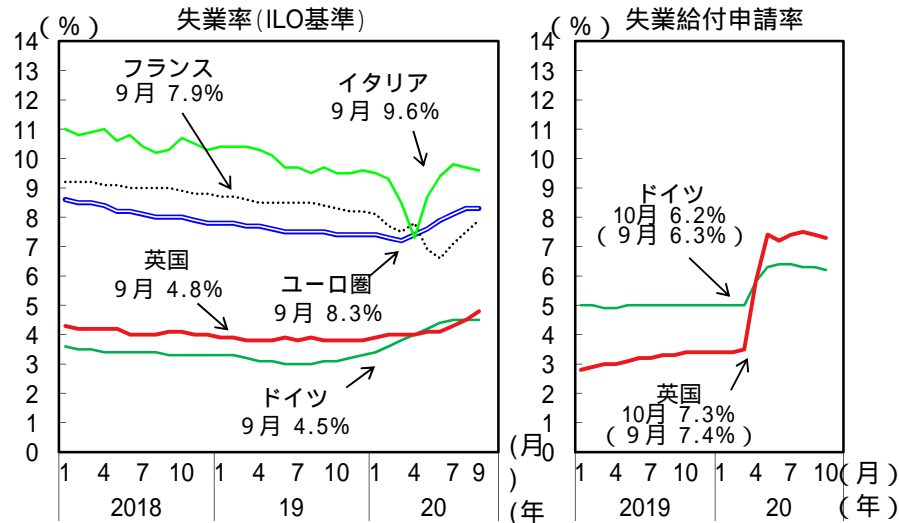 失業率(ILO基準)
(%)
14
13
12
11
10
9
8
7
6
5
4
3
2
1
0
フランス
9月 7.9%
イタリア
9月 9.6%
英国
9月 4.8%
ユーロ圏
9月 8.3%
ドイツ
9月 4.5%
1 4 7 10 1 4 7 10 1 4 7 9
(月)
2018 19 20
(年
失業給付申請率
(%)
14
13
12
11
10
9
8
7
6
5
4
3
2
1
0
ドイツ
10月 6.2%
(9月 6.3%)
英国
10月 7.3%
(9月 7.4%)
1 4 7 10 1 4 7 10
(月)
2019 20
(年)